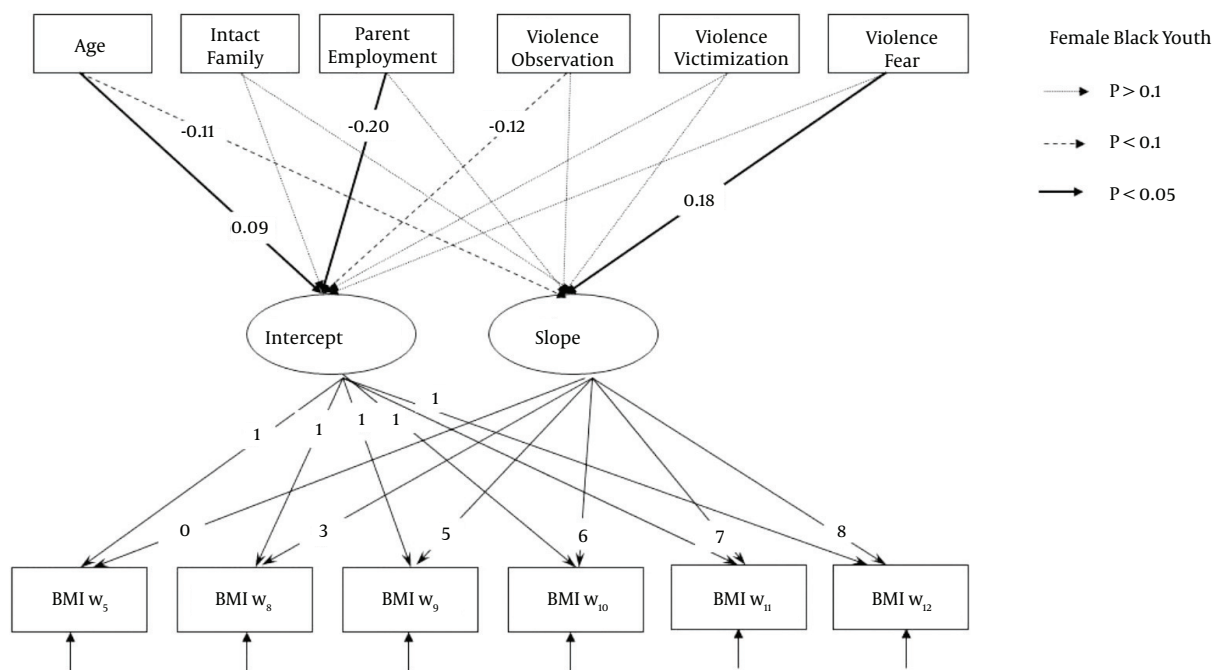 Age
Intact
Family
Parent
Employment
Violence
Observation
Violence
Victimization
Violence
Fear
Female Black Youth
P > 0.1
P < 0.1
P < 0.05
-0.11
-0.20
-0.12
0.09
0.18
Intercept
Slope
1
1
1
1
1
0
3
5
6
7
8
BMI w5
BMI w8
BMI w9
BMI w10
BMI w11
BMI w12